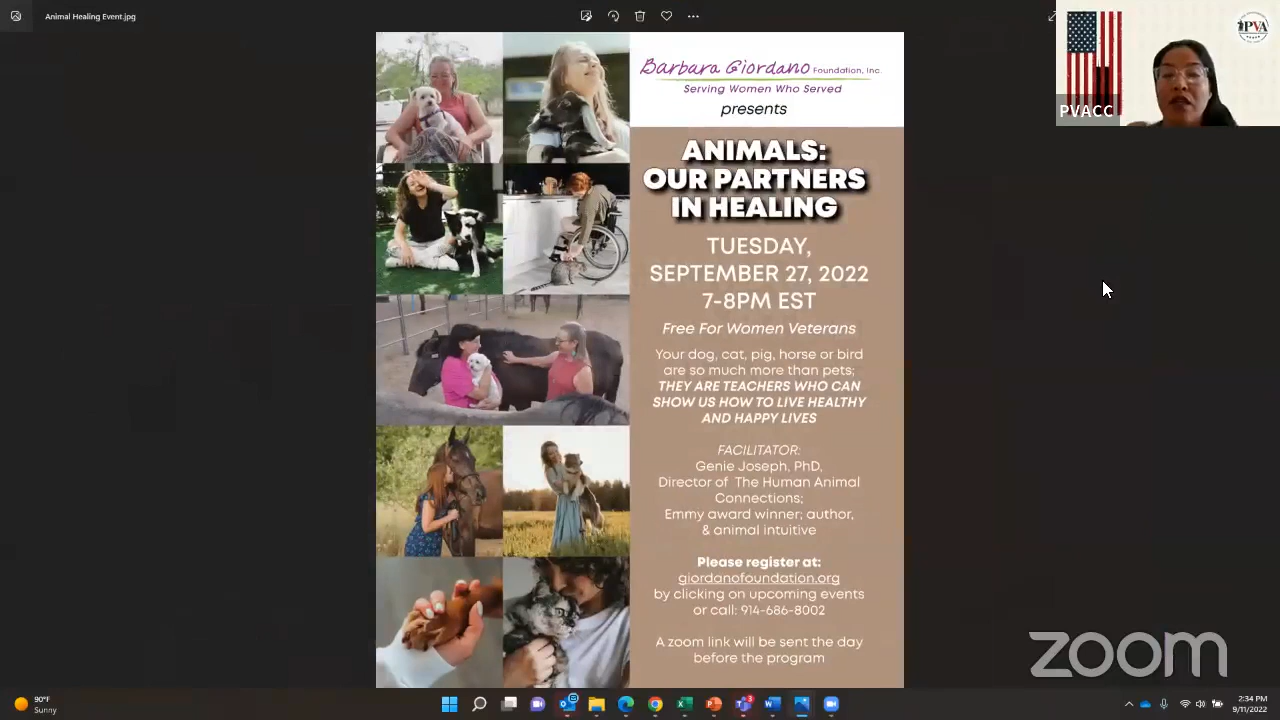 Animal Healing Event.jpg
Barbara Giordano Foundation, Inc.
Serving Women Who Served
presents
ANIMALS:
OUR PARTNERS
IN HEALING
TUESDAY,
SEPTEMBER 27, 2022
7-8PM EST
Free For Women Veterans
Your dog, cat, pig, horse or bird
are so much more than pets;
THEY ARE TEACHERS WHO CAN
SHOW US HOW TO LIVE HEALTHY
AND HAPPY LIVES
FACILITATOR:
Genie Joseph, PhD,
Director of The Human Animal
Connections;
Emmy award winner; author,
& animal intuitive
Please register at:
giordanofoundation.org
by clicking on upcoming events
or call: 914-686-8002
A zoom link will be sent the day
before the program
PVA
PVACC
zoom
90°F
Sunny
2:34 PM
9/11/2022